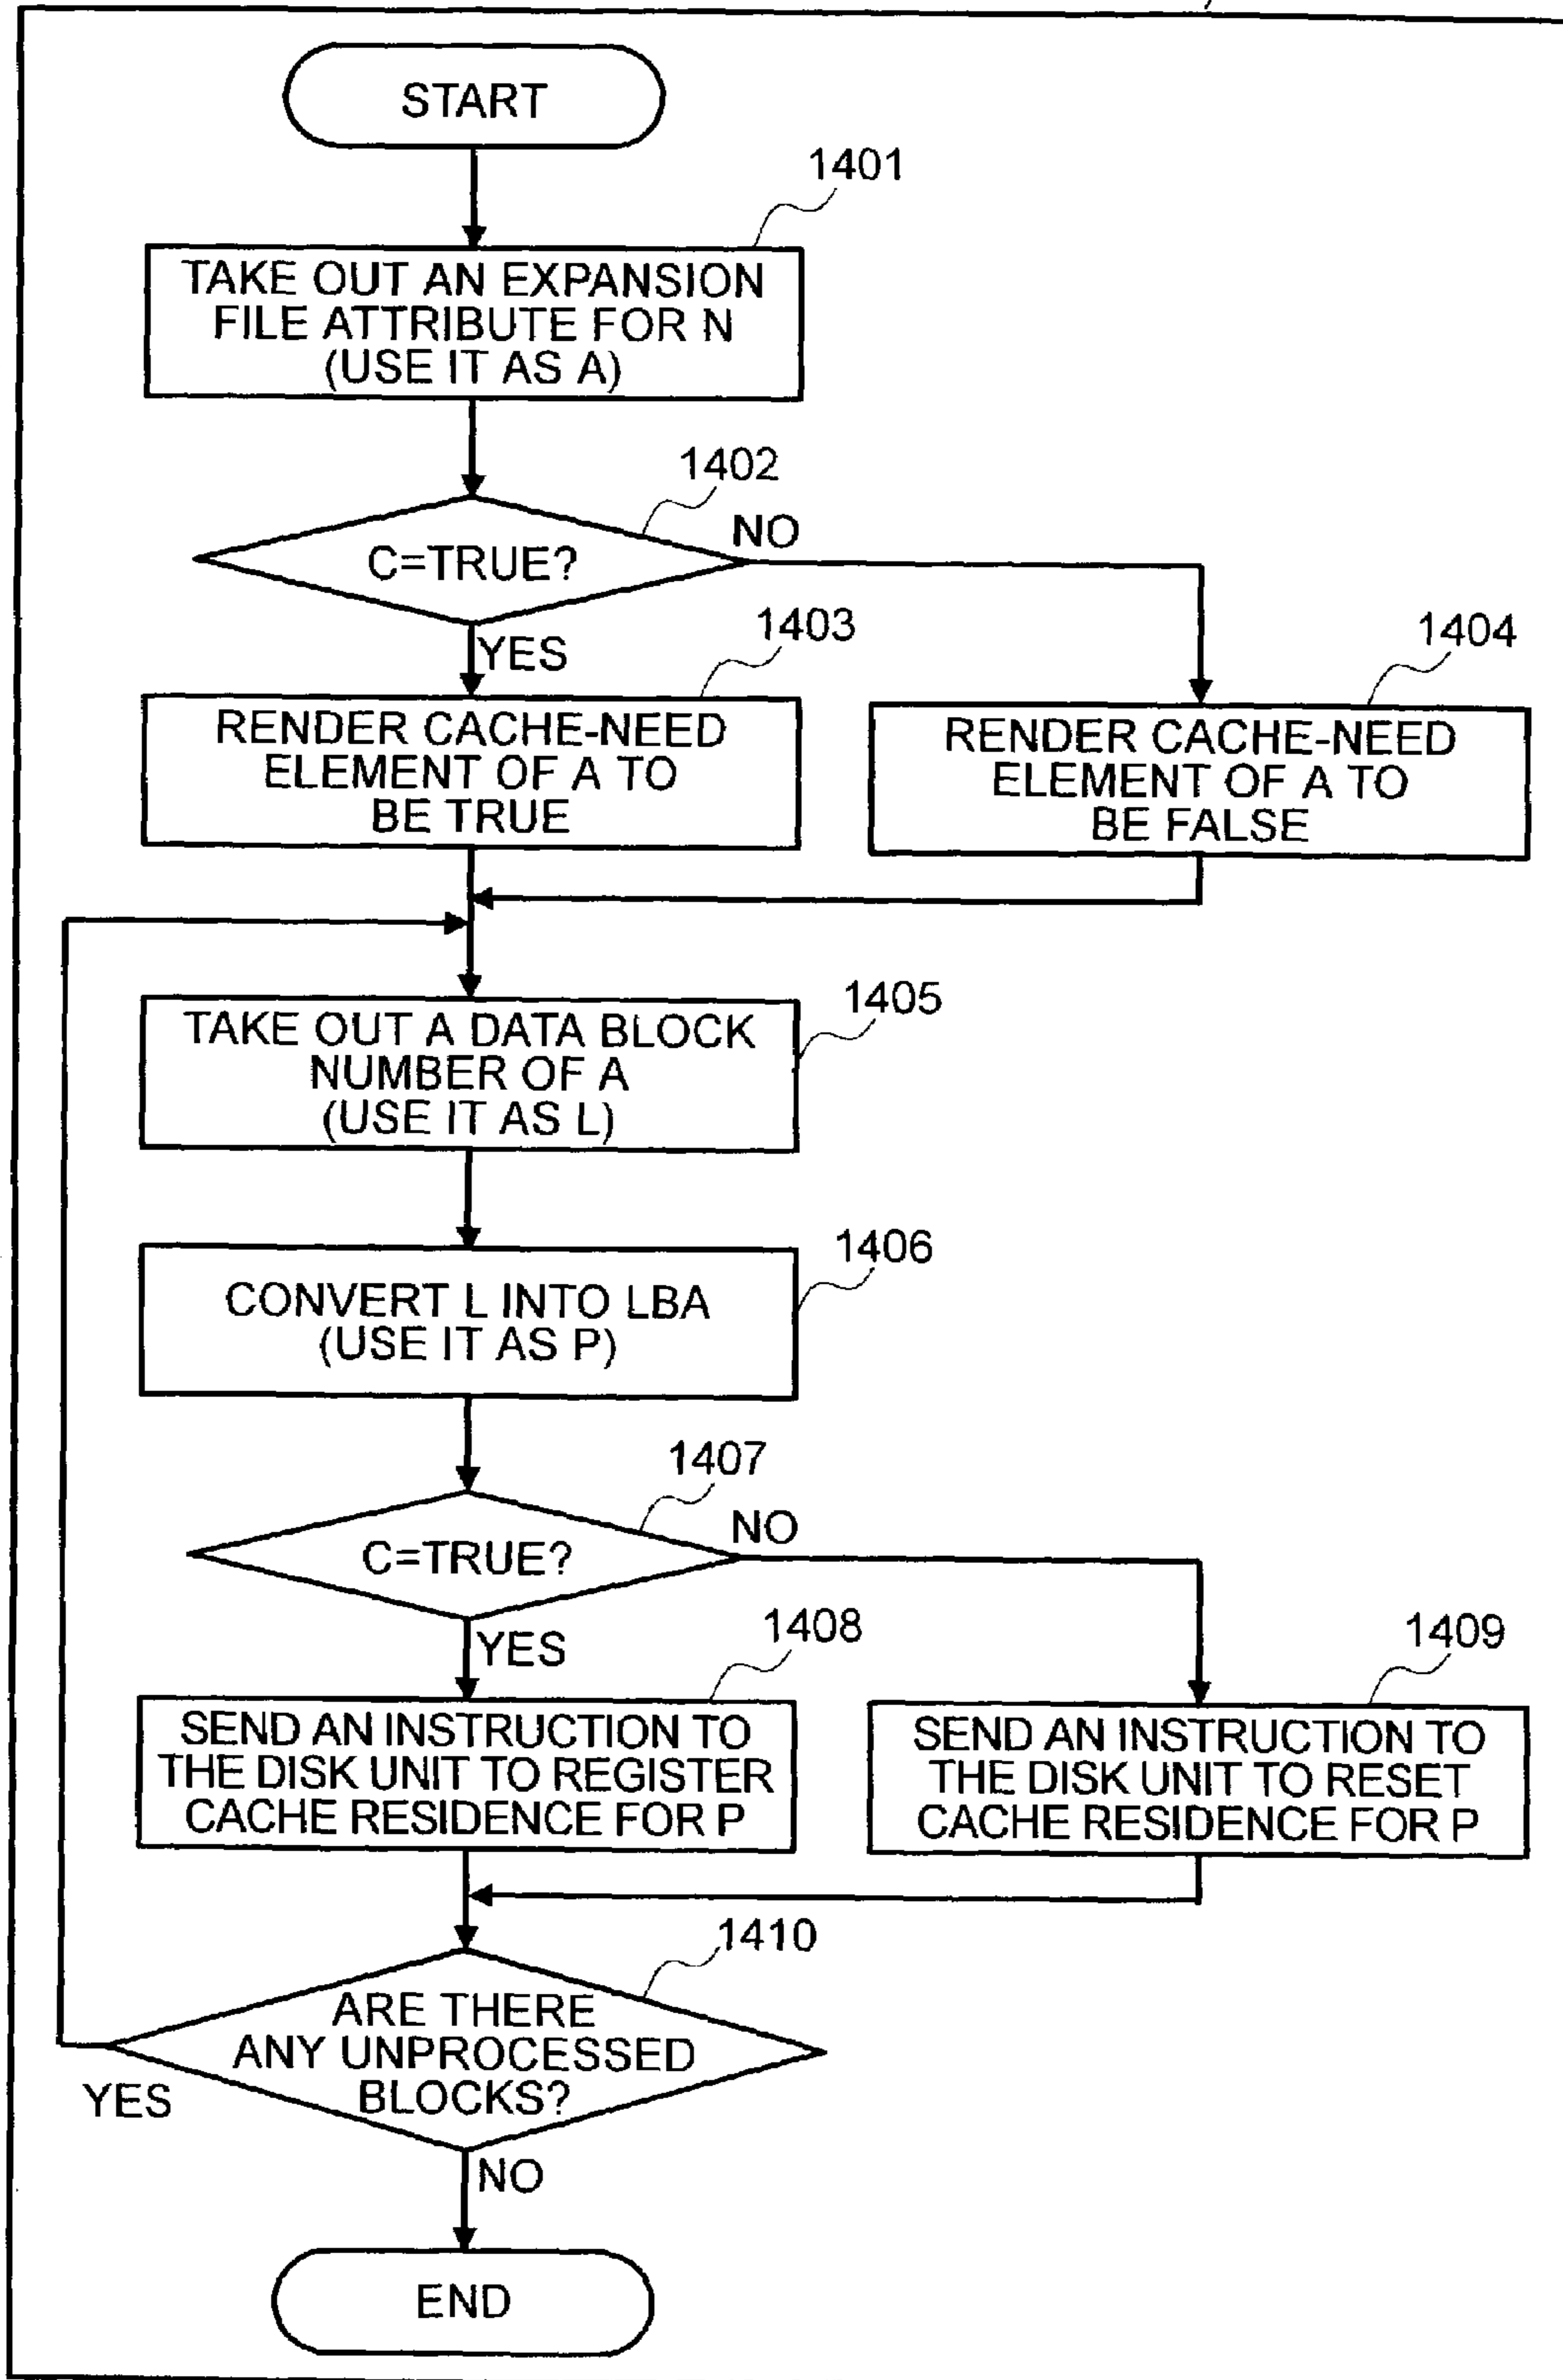 START
1401
TAKE OUT AN EXPANSION
FILE ATTRIBUTE FOR N
(USE IT AS A)
1402
C=TRUE?
NO
YES
1403
RENDER CACHE-NEED
ELEMENT OF A TO
BE TRUE
1404
RENDER CACHE-NEED
ELEMENT OF A TO
BE FALSE
1405
TAKE OUT A DATA BLOCK
NUMBER OF A
(USE IT AS L)
1406
CONVERT L INTO LBA
(USE IT AS P)
1407
C=TRUE?
NO
YES
1408
SEND AN INSTRUCTION TO
THE DISK UNIT TO REGISTER
CACHE RESIDENCE FOR P
1409
SEND AN INSTRUCTION TO
THE DISK UNIT TO RESET
CACHE RESIDENCE FOR P
1410
ARE THERE
ANY UNPROCESSED
BLOCKS?
YES
NO
END